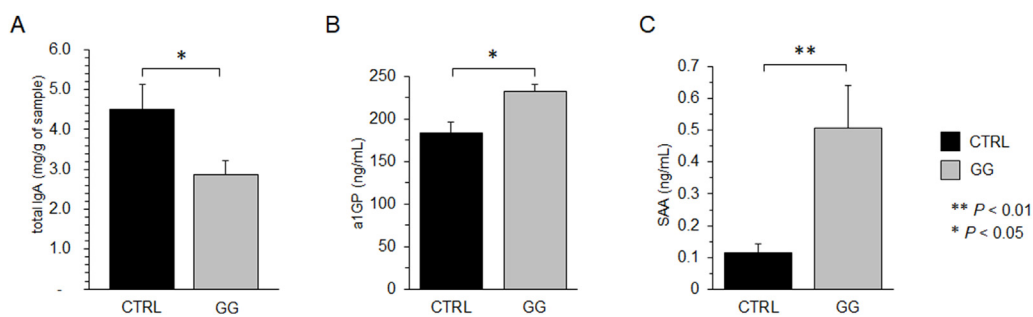 A
total IgA (mg/g of sample)
6.0
5.0
4.0
3.0
2.0
1.0
-
*
CTRL GG
B
a1GP (ng/mL)
250
200
150
100
50
0
*
CTRL GG
C
SAA (ng/mL)
0.7
0.6
0.5
0.4
0.3
0.2
0.1
0
**
CTRL GG
CTRL
GG
** P < 0.01
* P < 0.05